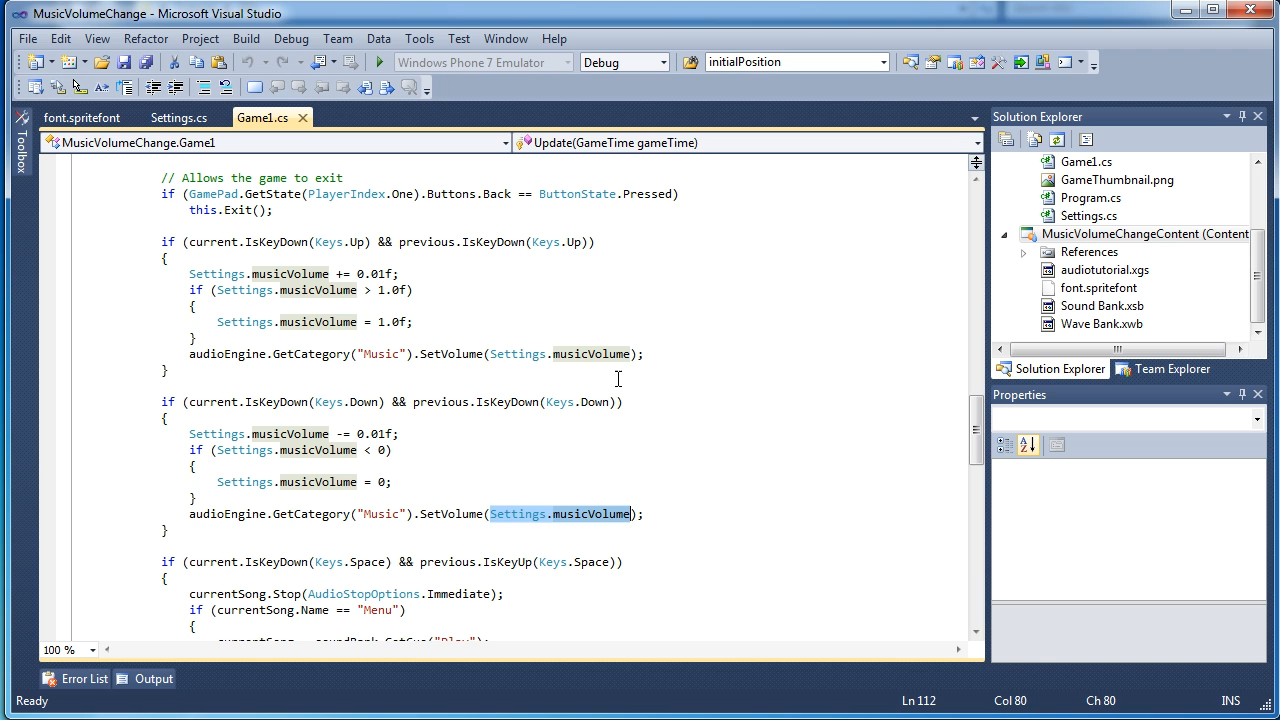 MusicVolumeChange - Microsoft Visual Studio
File Edit View Refactor Project Build Debug Team Data Tools Test Window Help
Windows Phone 7 Emulator Debug initialPosition
font.spritefont Settings.cs Game1.cs
Toolbox
MusicVolumeChange.Game1 Update(GameTime gameTime)
// Allows the game to exit
if (GamePad.GetState(PlayerIndex.One).Buttons.Back == ButtonState.Pressed)
this.Exit();
if (current.IsKeyDown(Keys.Up) && previous.IsKeyDown(Keys.Up))
{
Settings.musicVolume += 0.01f;
if (Settings.musicVolume > 1.0f)
{
Settings.musicVolume = 1.0f;
}
audioEngine.GetCategory("Music").SetVolume(Settings.musicVolume);
}
if (current.IsKeyDown(Keys.Down) && previous.IsKeyDown(Keys.Down))
{
Settings.musicVolume -= 0.01f;
if (Settings.musicVolume < 0)
{
Settings.musicVolume = 0;
}
audioEngine.GetCategory("Music").SetVolume(Settings.musicVolume);
}
if (current.IsKeyDown(Keys.Space) && previous.IsKeyUp(Keys.Space))
{
currentSong.Stop(AudioStopOptions.Immediate);
if (currentSong.Name == "Menu")
{
currentSong = soundBank.GetCue("Play");
100 %
Solution Explorer
Game1.cs
GameThumbnail.png
Program.cs
Settings.cs
MusicVolumeChangeContent (Content
References
audiotutorial.xgs
font.spritefont
Sound Bank.xsb
Wave Bank.xwb
Solution Explorer Team Explorer
Properties
Error List Output
Ready Ln 112 Col 80 Ch 80 INS